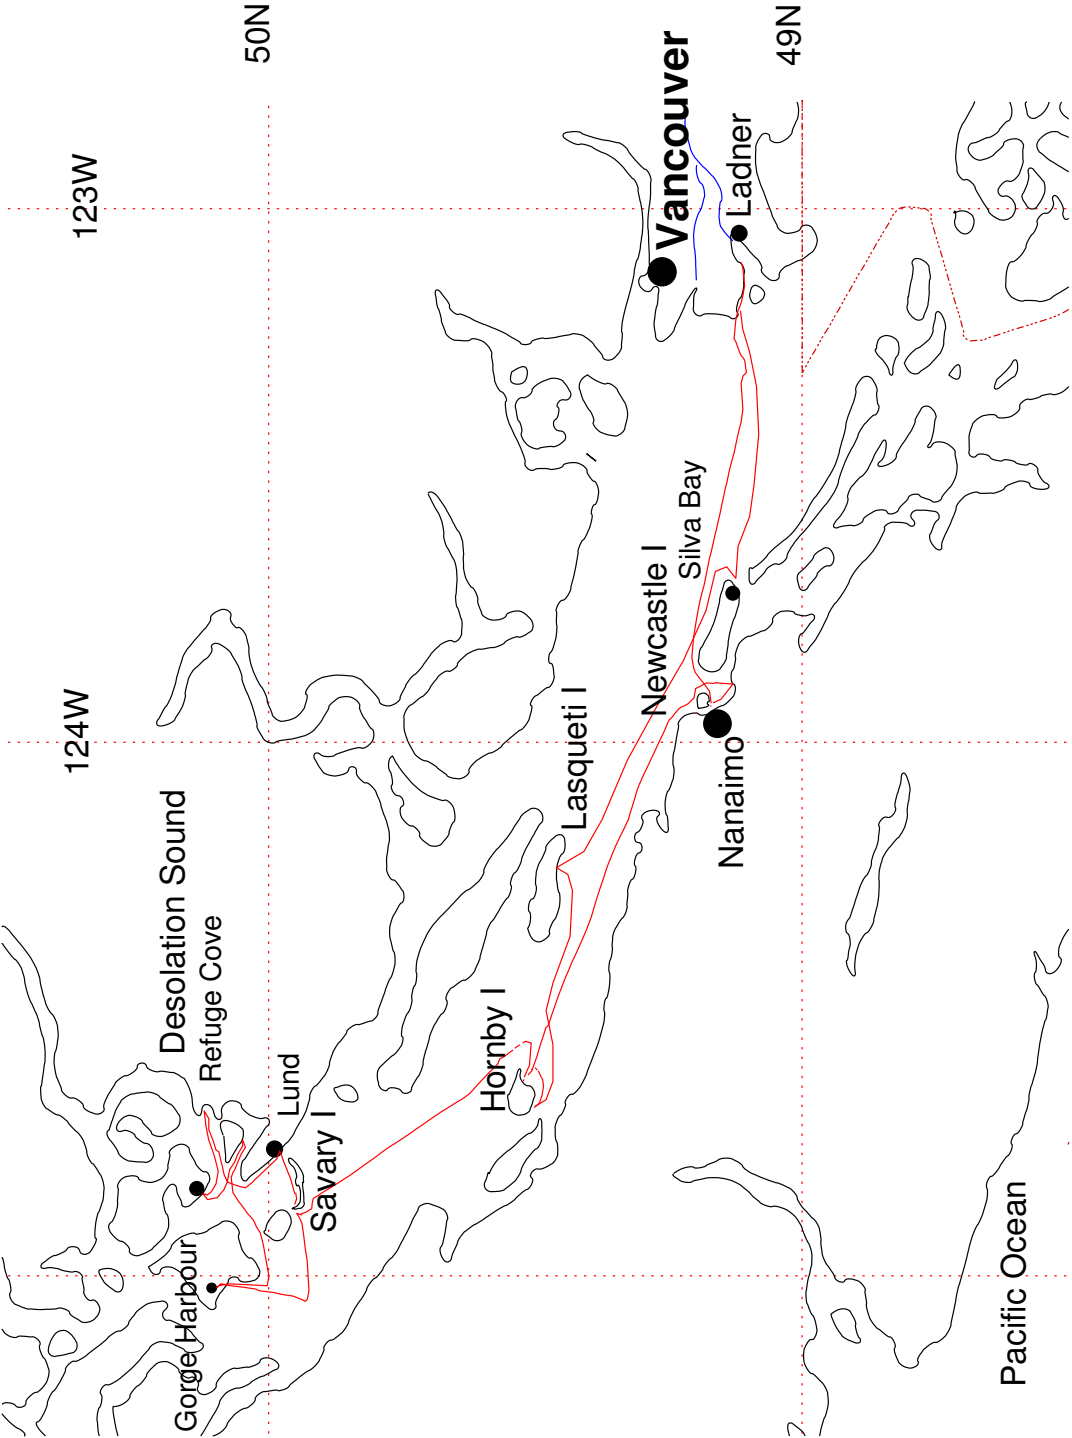 50N
49N
123W
Vancouver
Ladner
Silva Bay
Newcastle I
124W
Lasqueti I
Nanaimo
Desolation Sound
Refuge Cove
Hornby I
Lund
Savary I
Gorge Harbour
Pacific Ocean